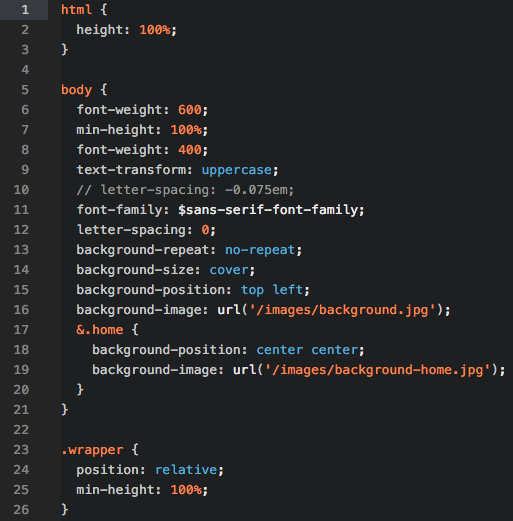 1 html {
2   height: 100%;
3 }
4
5 body {
6   font-weight: 600;
7   min-height: 100%;
8   font-weight: 400;
9   text-transform: uppercase;
10   // letter-spacing: -0.075em;
11   font-family: $sans-serif-font-family;
12   letter-spacing: 0;
13   background-repeat: no-repeat;
14   background-size: cover;
15   background-position: top left;
16   background-image: url('/images/background.jpg');
17   &.home {
18     background-position: center center;
19     background-image: url('/images/background-home.jpg');
20   }
21 }
22
23 .wrapper {
24   position: relative;
25   min-height: 100%;
26 }